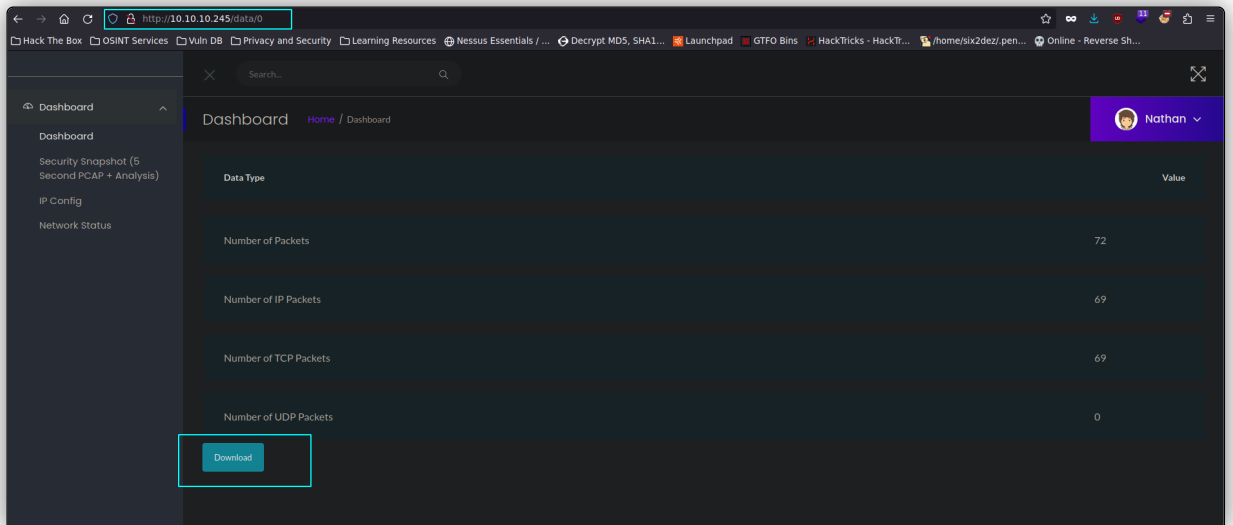 http://10.10.10.245/data/0
11
Hack The Box OSINT Services Vuln DB Privacy and Security Learning Resources Nessus Essentials / ... Decrypt MD5, SHA1... Launchpad GTFO Bins HackTricks - HackTr... /home/six2dez/.pen... Online - Reverse Sh...
Search...
Dashboard
Dashboard
Security Snapshot (5
Second PCAP + Analysis)
IP Config
Network Status
Dashboard Home / Dashboard
Nathan
Data Type Value
Number of Packets 72
Number of IP Packets 69
Number of TCP Packets 69
Number of UDP Packets 0
Download